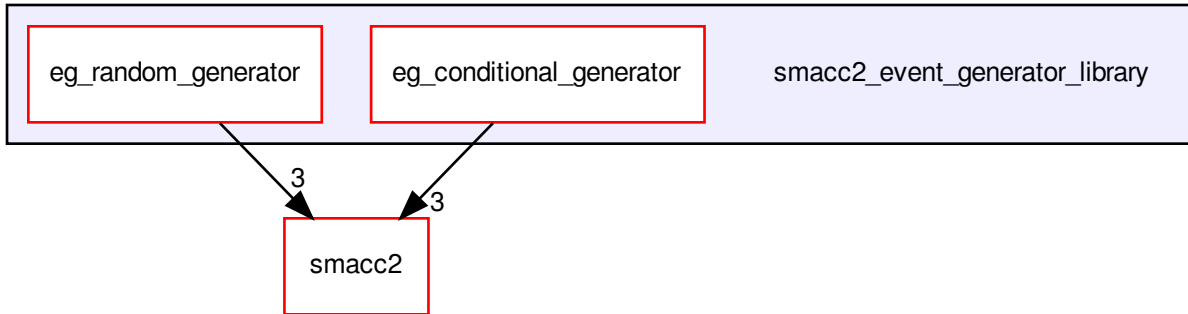 eg_random_generator
eg_conditional_generator
smacc2_event_generator_library
3
3
smacc2